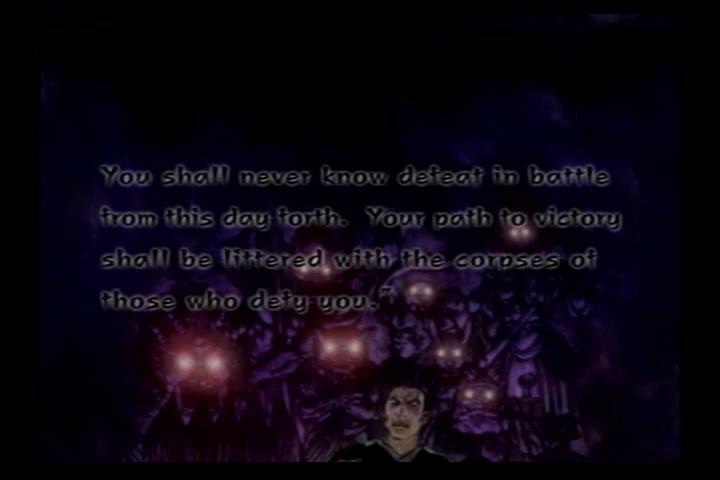 You shall never know defeat in battle
from this day forth.  Your path to victory
shall be littered with the corpses of
those who defy you."